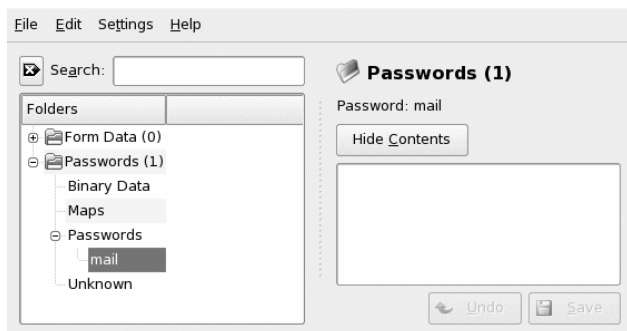 File Edit Settings Help
Search:
Folders
Form Data (0)
Passwords (1)
Binary Data
Maps
Passwords
mail
Unknown
Passwords (1)
Password: mail
Hide Contents
Undo Save